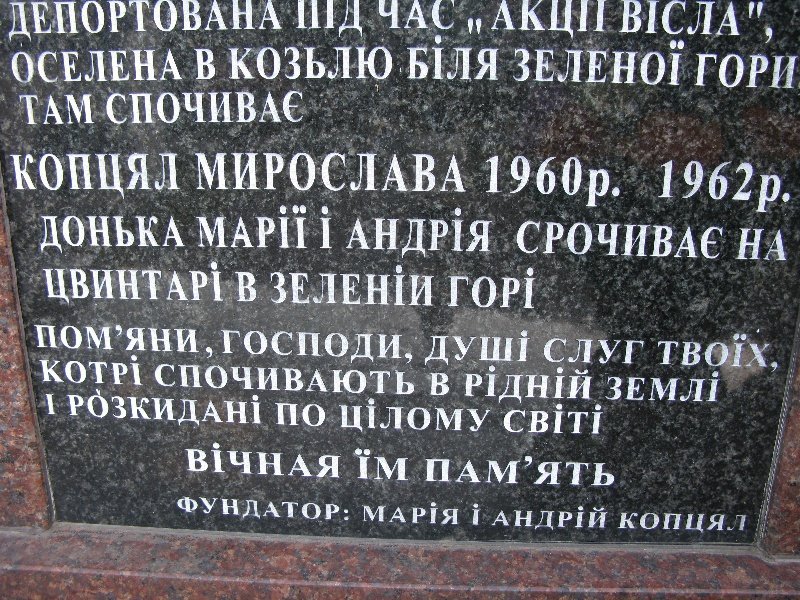 ДЕПОРТОВАНА ПІД ЧАС „АКЦІЇ ВІСЛА",
ОСЕЛЕНА В КОЗЬЛЮ БІЛЯ ЗЕЛЕНОЇ ГОРИ
ТАМ СПОЧИВАЄ
КОПЦЯЛ МИРОСЛАВА 1960р. 1962р.
ДОНЬКА МАРІЇ І АНДРІЯ СРОЧИВАЄ НА
ЦВИНТАРІ В ЗЕЛЕНІИ ГОРІ
ПОМ’ЯНИ, ГОСПОДИ, ДУШІ СЛУГ ТВОЇХ,
КОТРІ СПОЧИВАЮТЬ В РІДНІЙ ЗЕМЛІ
І РОЗКИДАНІ ПО ЦІЛОМУ СВІТІ
ВІЧНАЯ ЇМ ПАМ’ЯТЬ
ФУНДАТОР: МАРІЯ І АНДРІЙ КОПЦЯЛ